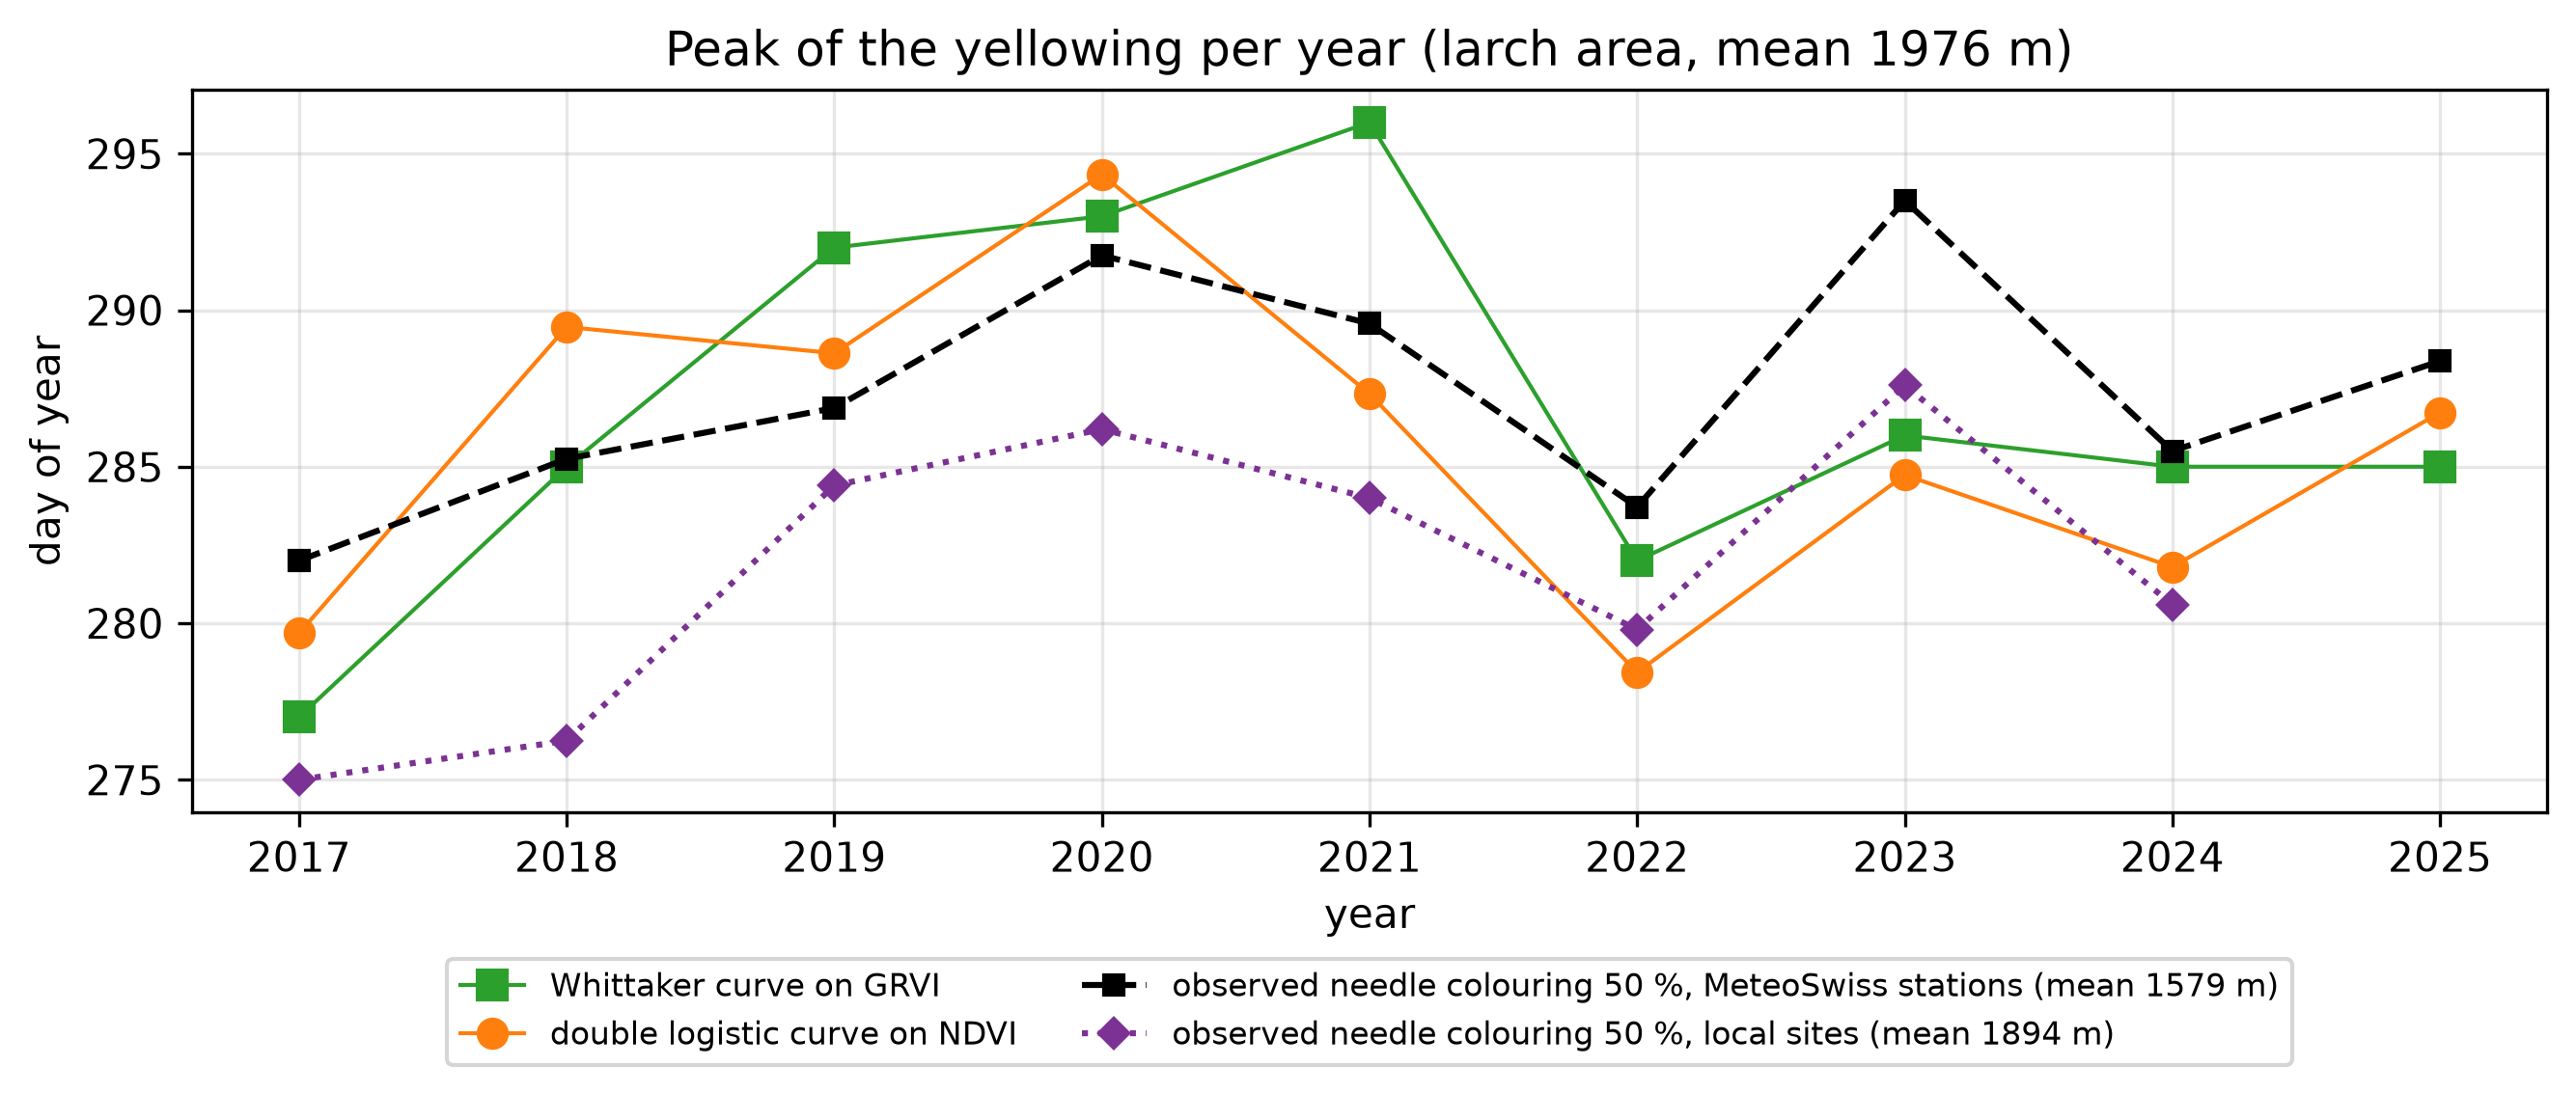 Peak of the yellowing per year (larch area, mean 1976 m)
295
290
285
280
275
day of year
2017 2018 2019 2020 2021 2022 2023 2024 2025
year
Whittaker curve on GRVI
double logistic curve on NDVI
observed needle colouring 50 %, MeteoSwiss stations (mean 1579 m)
observed needle colouring 50 %, local sites (mean 1894 m)